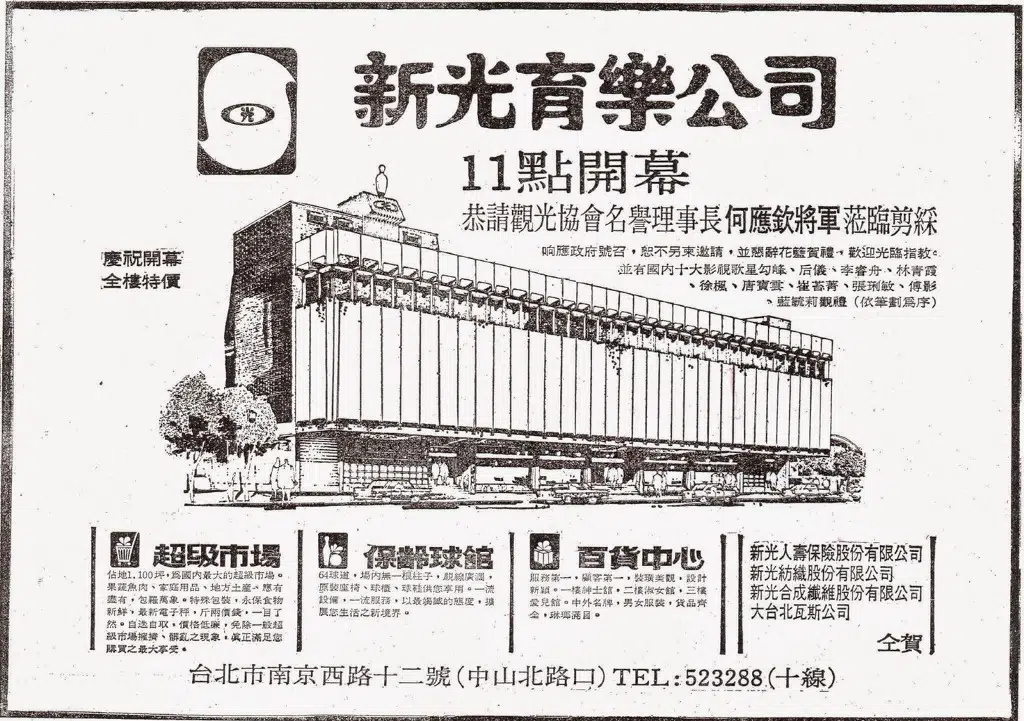 光
新光育樂公司
11點開幕
恭請觀光協會名譽理事長何應欽將軍蒞臨剪綵
响應政府號召,恕不另柬邀請,並懇辭花籃賀禮,歡迎光臨指教。
並有國內十大影視歌星勾峰、后儀、李睿舟、林青霞
、徐楓、唐寶雲、崔苔菁、張琍敏、傅影
、藍毓莉觀禮(依筆劃爲序)
慶祝開幕
全樓特價
超級市場
佔地1,100坪,爲國內最大的超級市場。
果蔬魚肉、家庭用品、地方土產,應有
盡有,包羅萬象。特殊包裝,永保食物
新鮮,最新電子秤,斤兩價錢,一目了
然。自選自取,價格低廉,免除一般超
級市場擁擠、髒亂之現象,眞正滿足您
購買之最大享受。
保齡球館
64球道,場內無一根柱子,視線廣濶,
原裝座椅、球櫃、球鞋供您享用。一流
設備,一流服務,以最竭誠的態度,擴
展您生活之新境界。
百貨中心
服務第一,顧客第一,裝璜美觀,設計
新穎。一樓紳士館,二樓淑女館,三樓
愛兒館。中外名牌,男女服裝,貨品齊
全,琳瑯滿目。
新光人壽保險股份有限公司
新光紡織股份有限公司
新光合成纖維股份有限公司
大台北瓦斯公司
仝賀
台北市南京西路十二號(中山北路口)TEL:523288(十線)